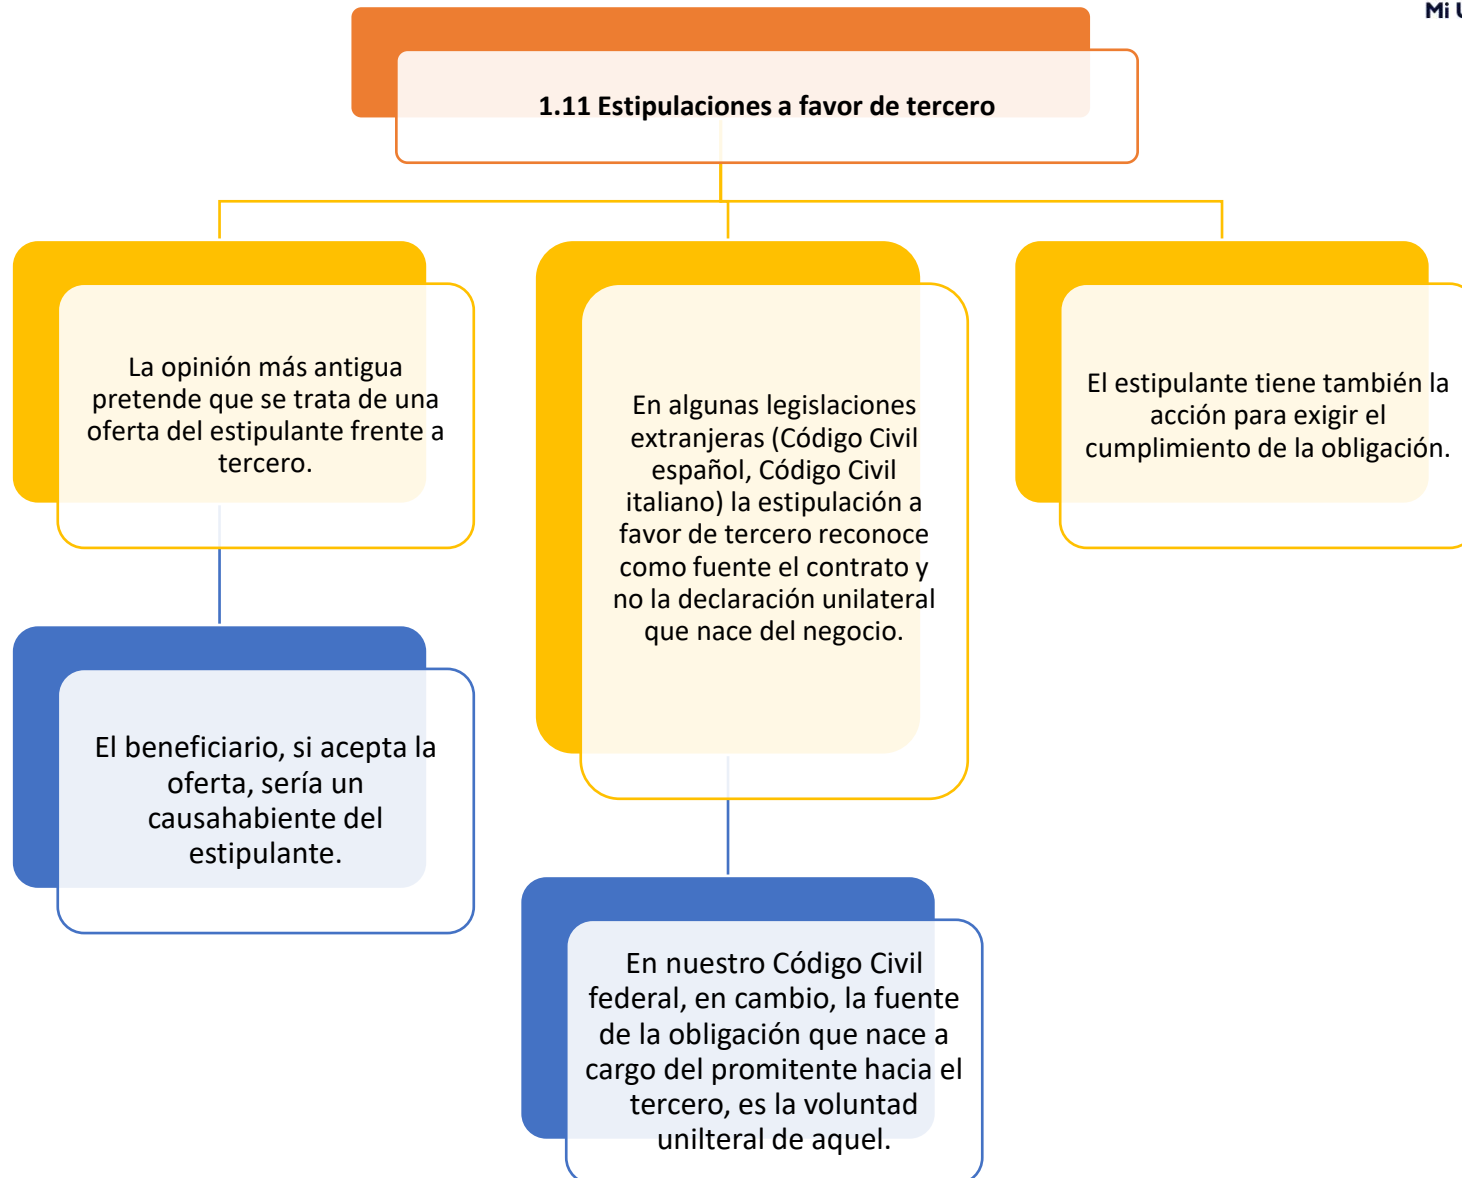 Mi U
1.11 Estipulaciones a favor de tercero
La opinión más antigua
pretende que se trata de una
oferta del estipulante frente a
tercero.
En algunas legislaciones
extranjeras (Código Civil
español, Código Civil
italiano) la estipulación a
favor de tercero reconoce
como fuente el contrato y
no la declaración unilateral
que nace del negocio.
El estipulante tiene también la
acción para exigir el
cumplimiento de la obligación.
El beneficiario, si acepta la
oferta, sería un
causahabiente del
estipulante.
En nuestro Código Civil
federal, en cambio, la fuente
de la obligación que nace a
cargo del promitente hacia el
tercero, es la voluntad
unilteral de aquel.